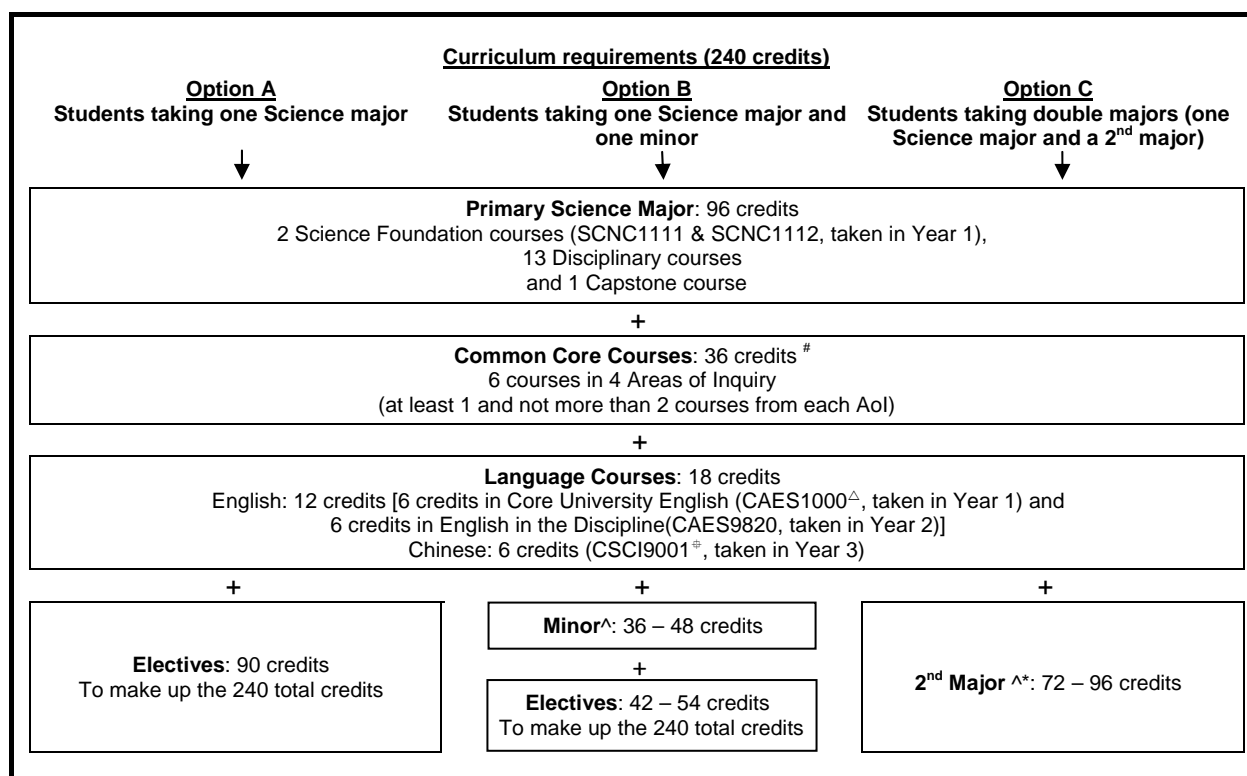 Curriculum requirements (240 credits)
Option A
Students taking one Science major
Option B
Students taking one Science major and
one minor
Option C
Students taking double majors (one
Science major and a 2nd major)
Primary Science Major: 96 credits
2 Science Foundation courses (SCNC1111 & SCNC1112, taken in Year 1),
13 Disciplinary courses
and 1 Capstone course
+
Common Core Courses: 36 credits #
6 courses in 4 Areas of Inquiry
(at least 1 and not more than 2 courses from each AoI)
+
Language Courses: 18 credits
English: 12 credits [6 credits in Core University English (CAES1000△, taken in Year 1) and
6 credits in English in the Discipline(CAES9820, taken in Year 2)]
Chinese: 6 credits (CSCI9001⌖, taken in Year 3)
+
Electives: 90 credits
To make up the 240 total credits
+
Minor^: 36 – 48 credits
+
Electives: 42 – 54 credits
To make up the 240 total credits
+
2nd Major ^*: 72 – 96 credits